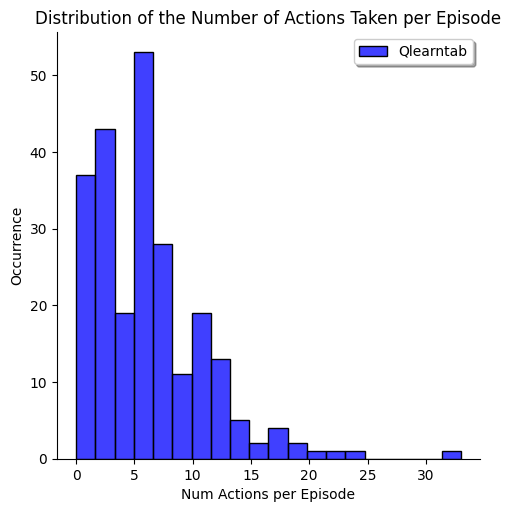 Distribution of the Number of Actions Taken per Episode
Qlearntab
50
40
30
20
10
0
Occurrence
0 5 10 15 20 25 30
Num Actions per Episode